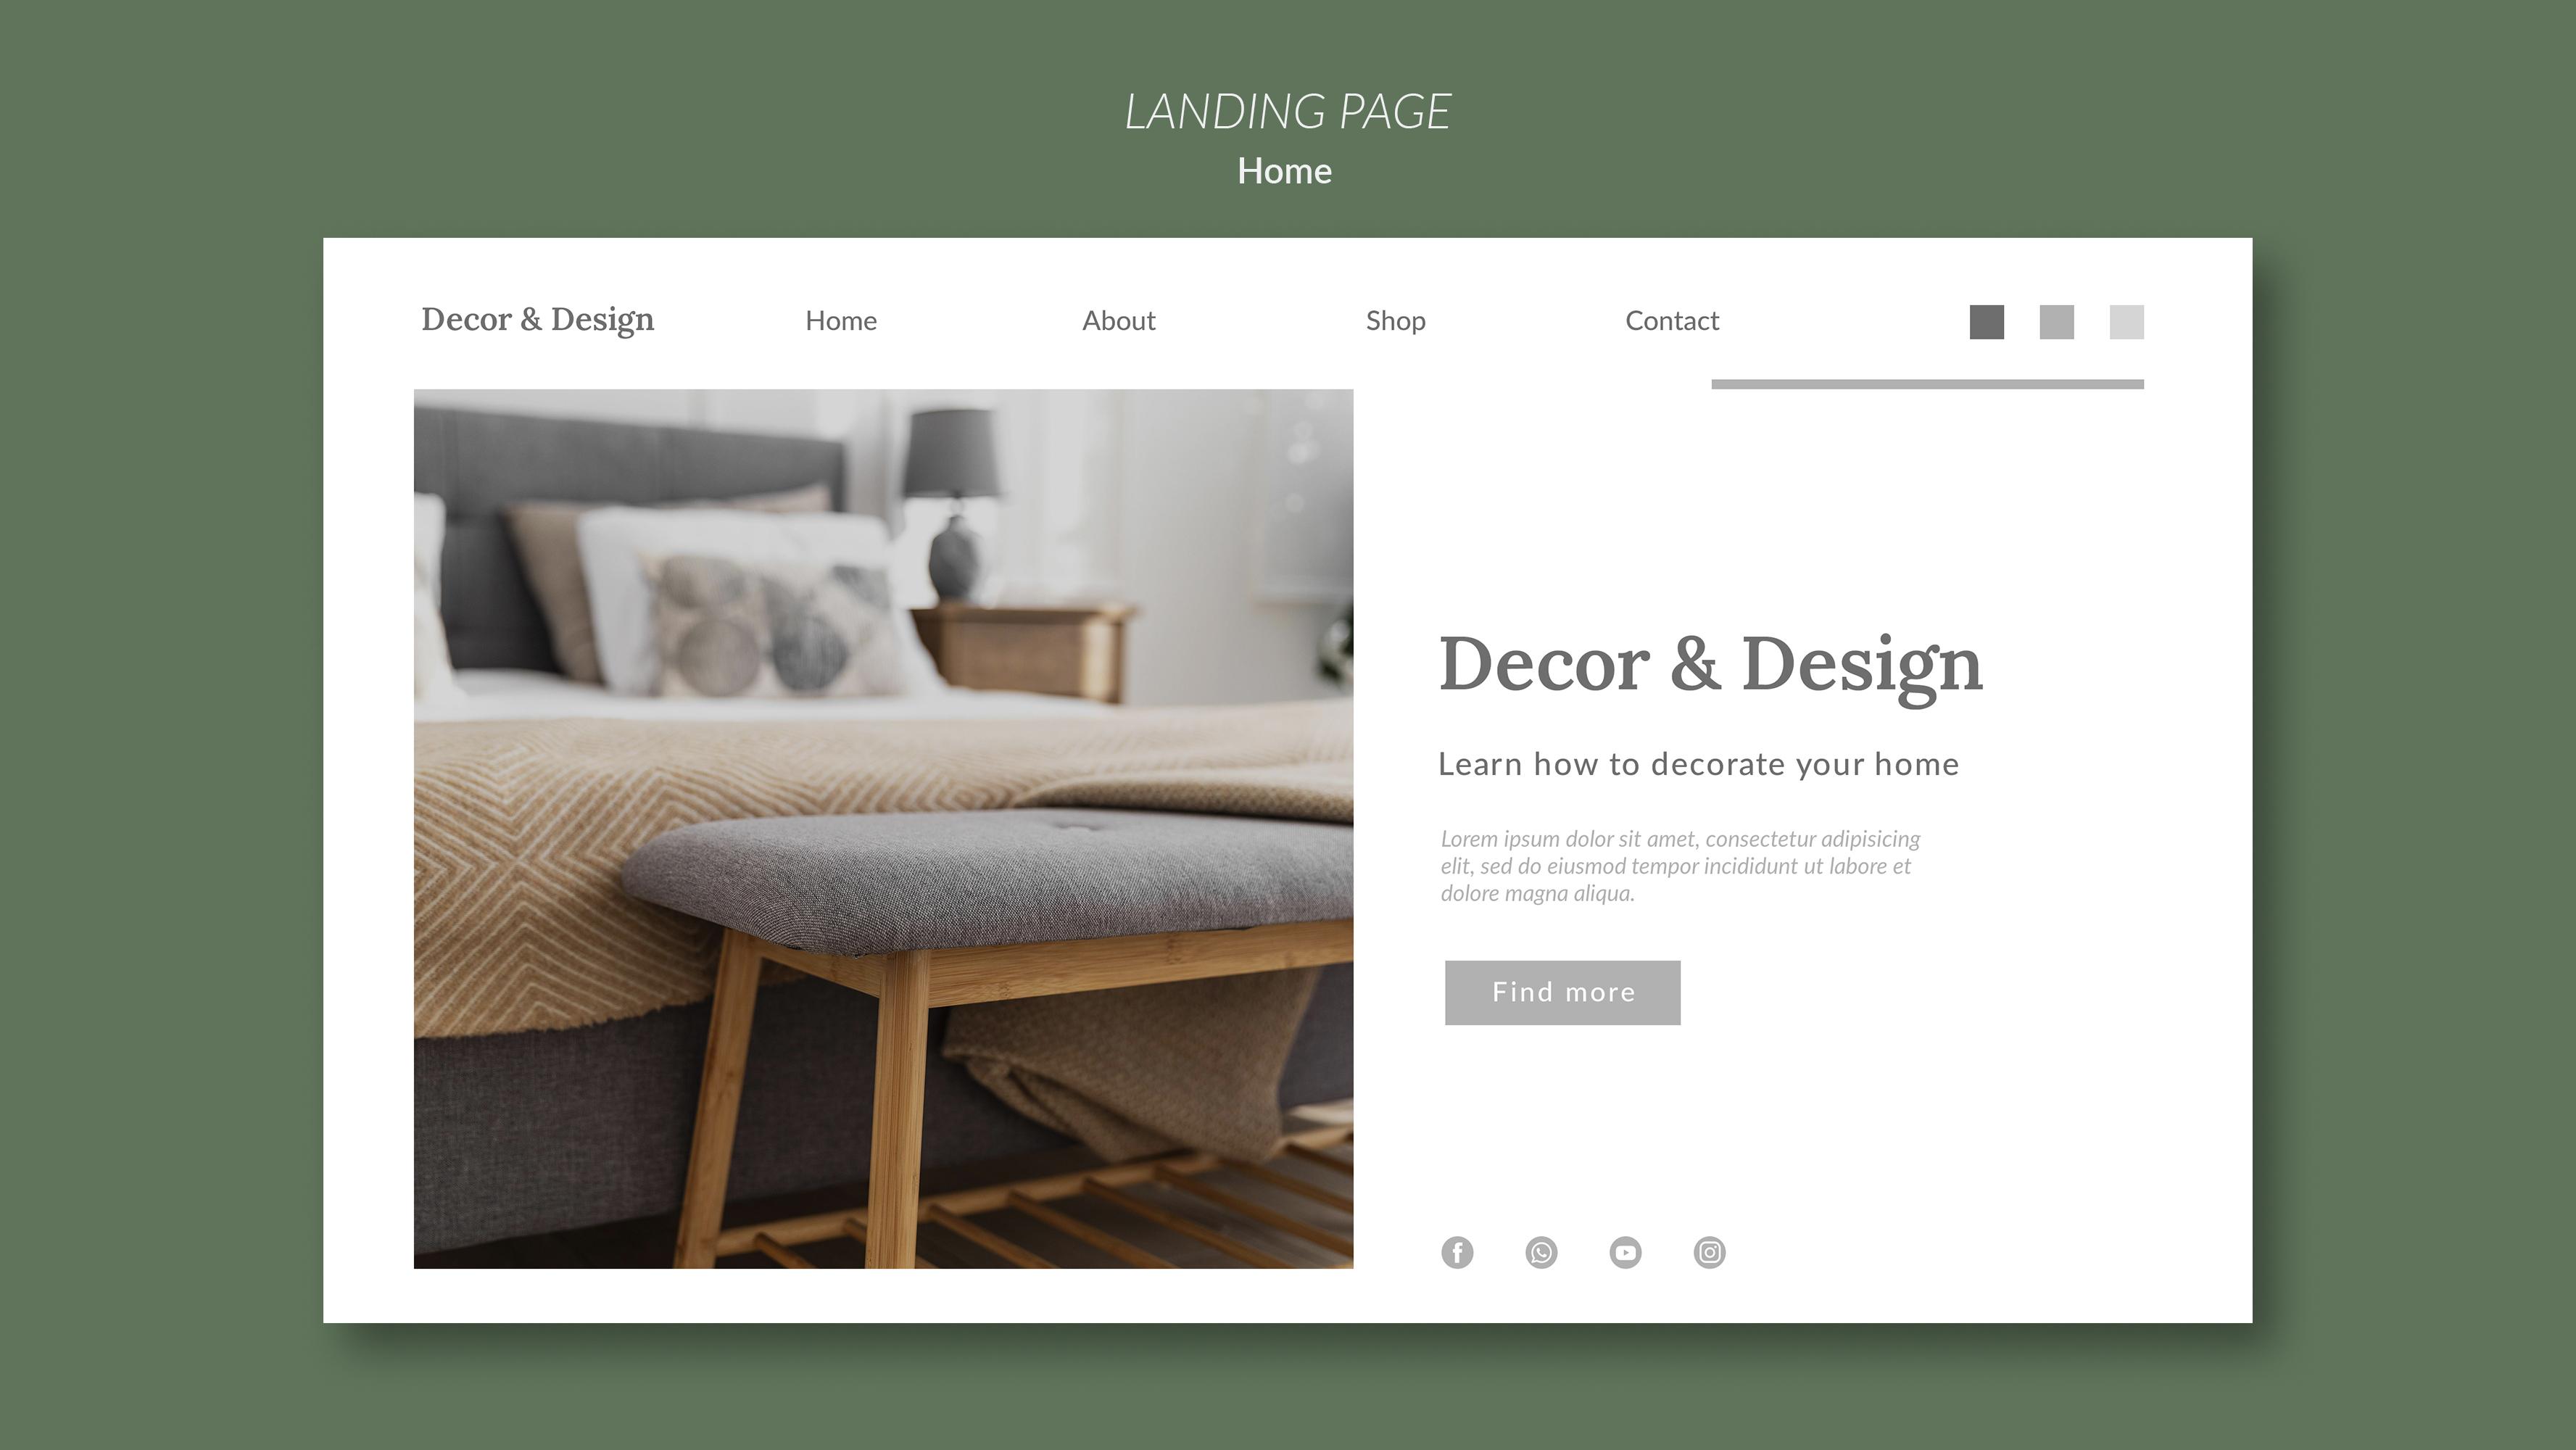 LANDING PAGE
Home
Decor & Design
Home
About
Shop
Contact
Decor & Design
Learn how to decorate your home
Lorem ipsum dolor sit amet, consectetur adipisicing
elit, sed do eiusmod tempor incididunt ut labore et
dolore magna aliqua.
Find more